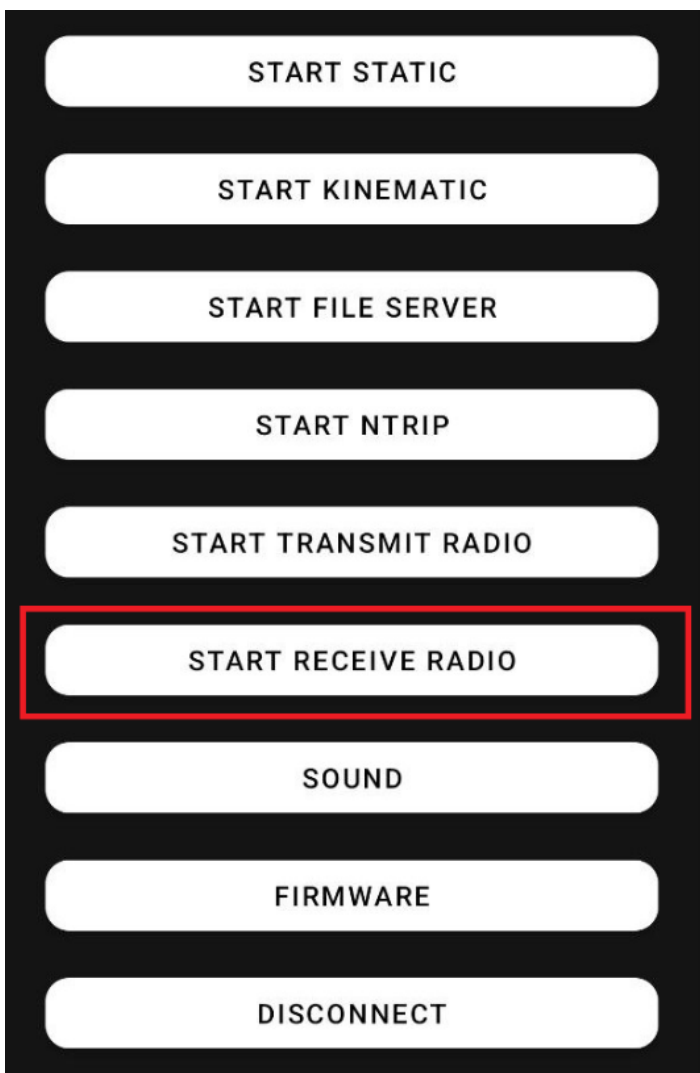 START STATIC
START KINEMATIC
START FILE SERVER
START NTRIP
START TRANSMIT RADIO
START RECEIVE RADIO
SOUND
FIRMWARE
DISCONNECT